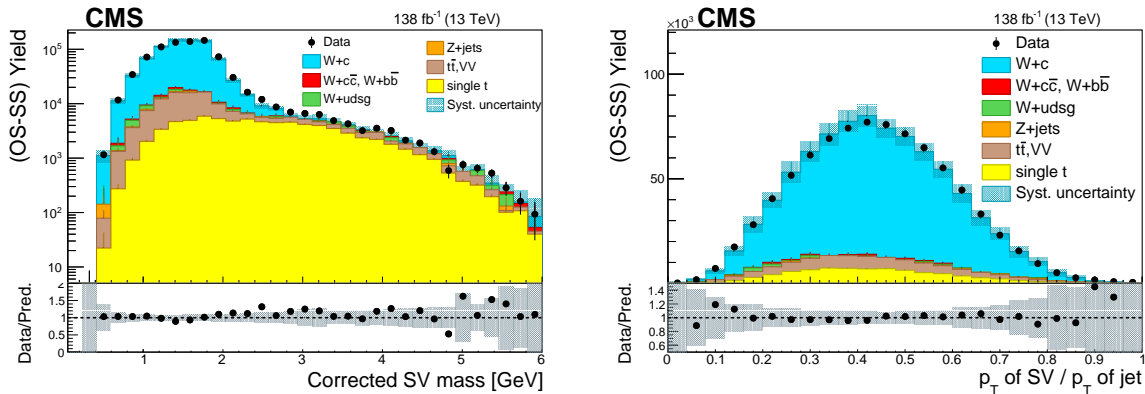 CMS
138 fb⁻¹ (13 TeV)
(OS-SS) Yield
10⁵
10⁴
10³
10²
10
Data
W+c
W+cc̅, W+bb̅
W+udsg
Z+jets
tt̅,VV
single t
Syst. uncertainty
Data/Pred.
2
1.5
1
0.5
0
1 2 3 4 5 6
Corrected SV mass [GeV]
CMS
138 fb⁻¹ (13 TeV)
×10³
(OS-SS) Yield
100
50
0
Data
W+c
W+cc̅, W+bb̅
W+udsg
Z+jets
tt̅,VV
single t
Syst. uncertainty
Data/Pred.
1.4
1.2
1
0.8
0.6
0 0.1 0.2 0.3 0.4 0.5 0.6 0.7 0.8 0.9 1
p_T of SV / p_T of jet